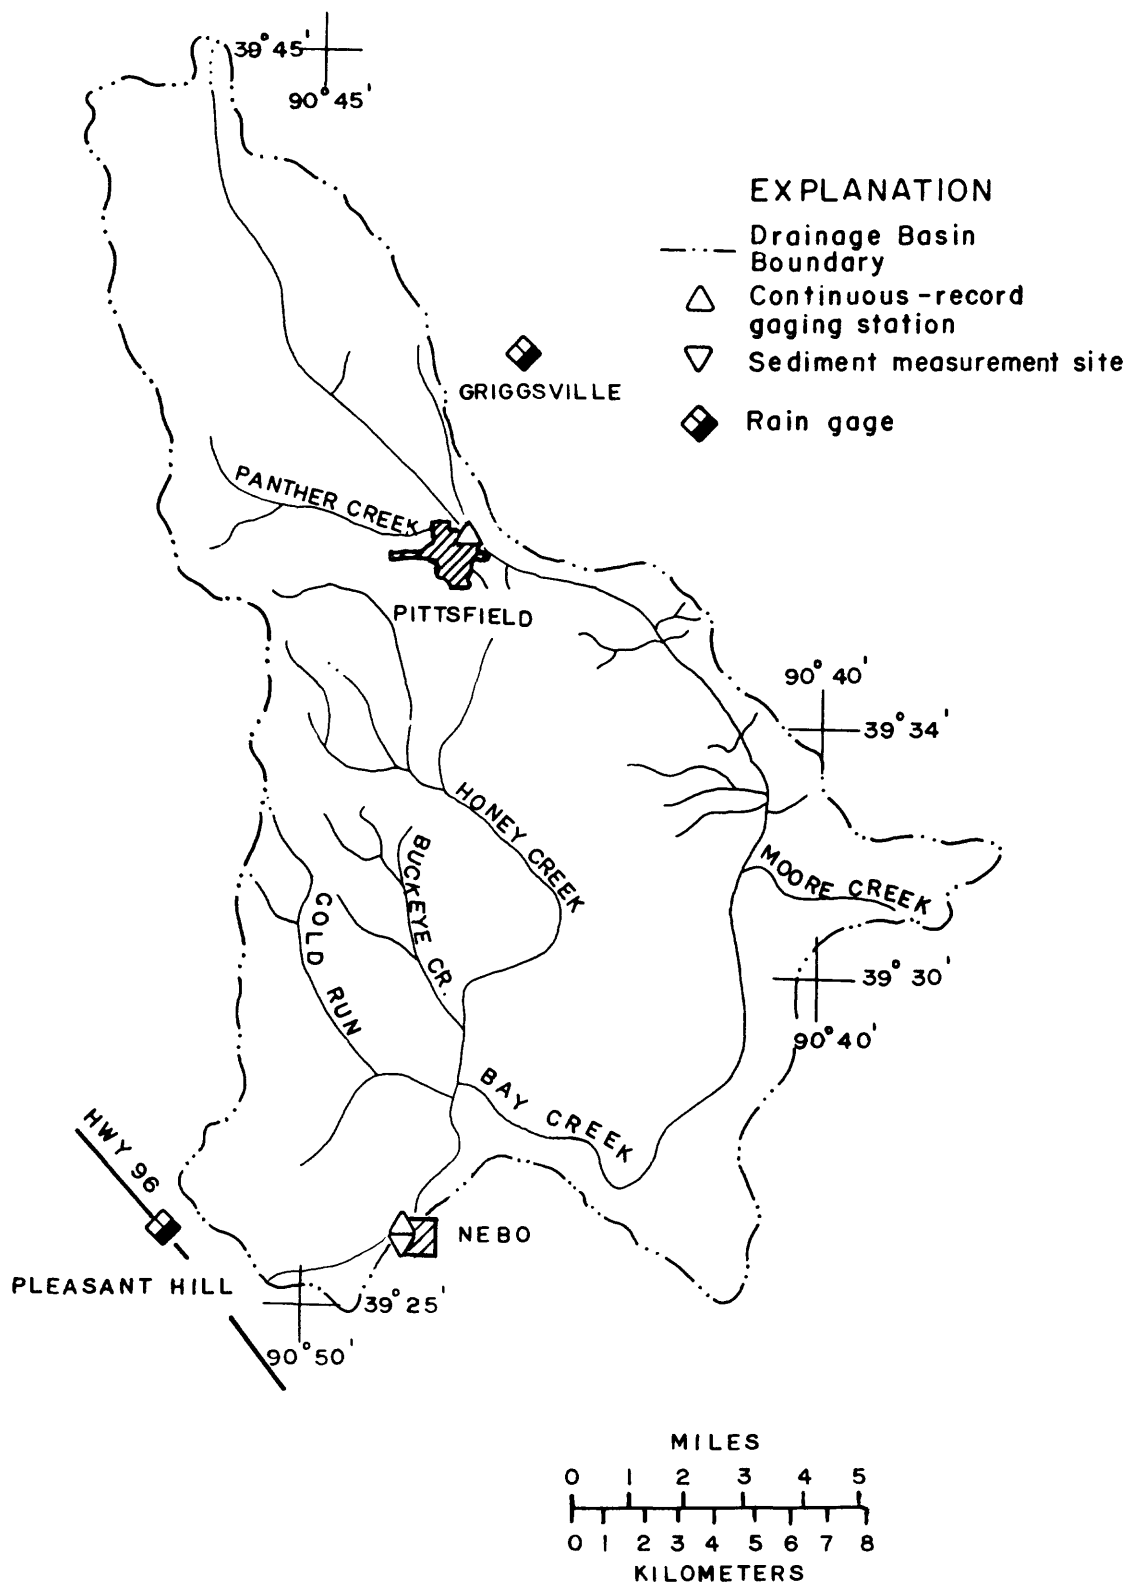 39°45'
90°45'
EXPLANATION
Drainage Basin
Boundary
Continuous-record
gaging station
Sediment measurement site
Rain gage
GRIGGSVILLE
PANTHER CREEK
PITTSFIELD
90°40'
39°34'
HONEY CREEK
BUCKEYE CR.
MOORE CREEK
COLD RUN
39°30'
90°40'
BAY CREEK
HWY 96
NEBO
PLEASANT HILL
39°25'
90°50'
MILES
0 1 2 3 4 5
0 1 2 3 4 5 6 7 8
KILOMETERS